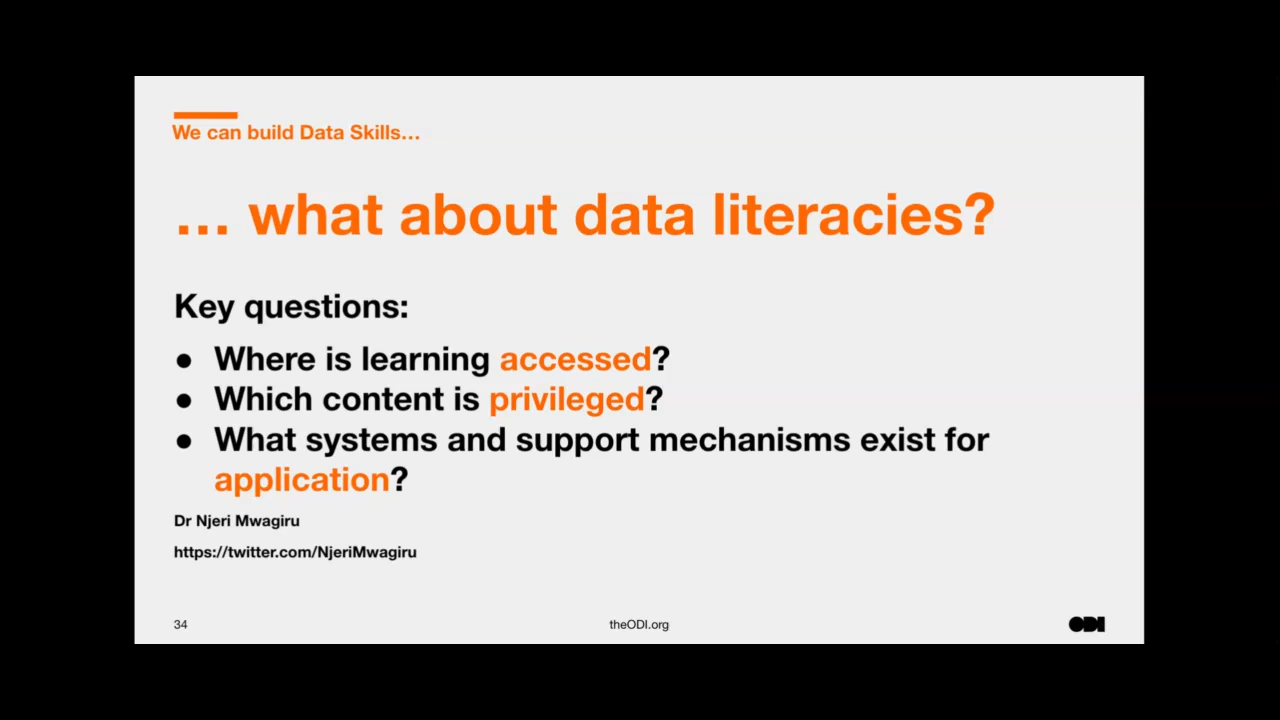 We can build Data Skills...
... what about data literacies?
Key questions:
● Where is learning accessed?
● Which content is privileged?
● What systems and support mechanisms exist for
application?
Dr Njeri Mwagiru
https://twitter.com/NjeriMwagiru
34
theODI.org
ODI